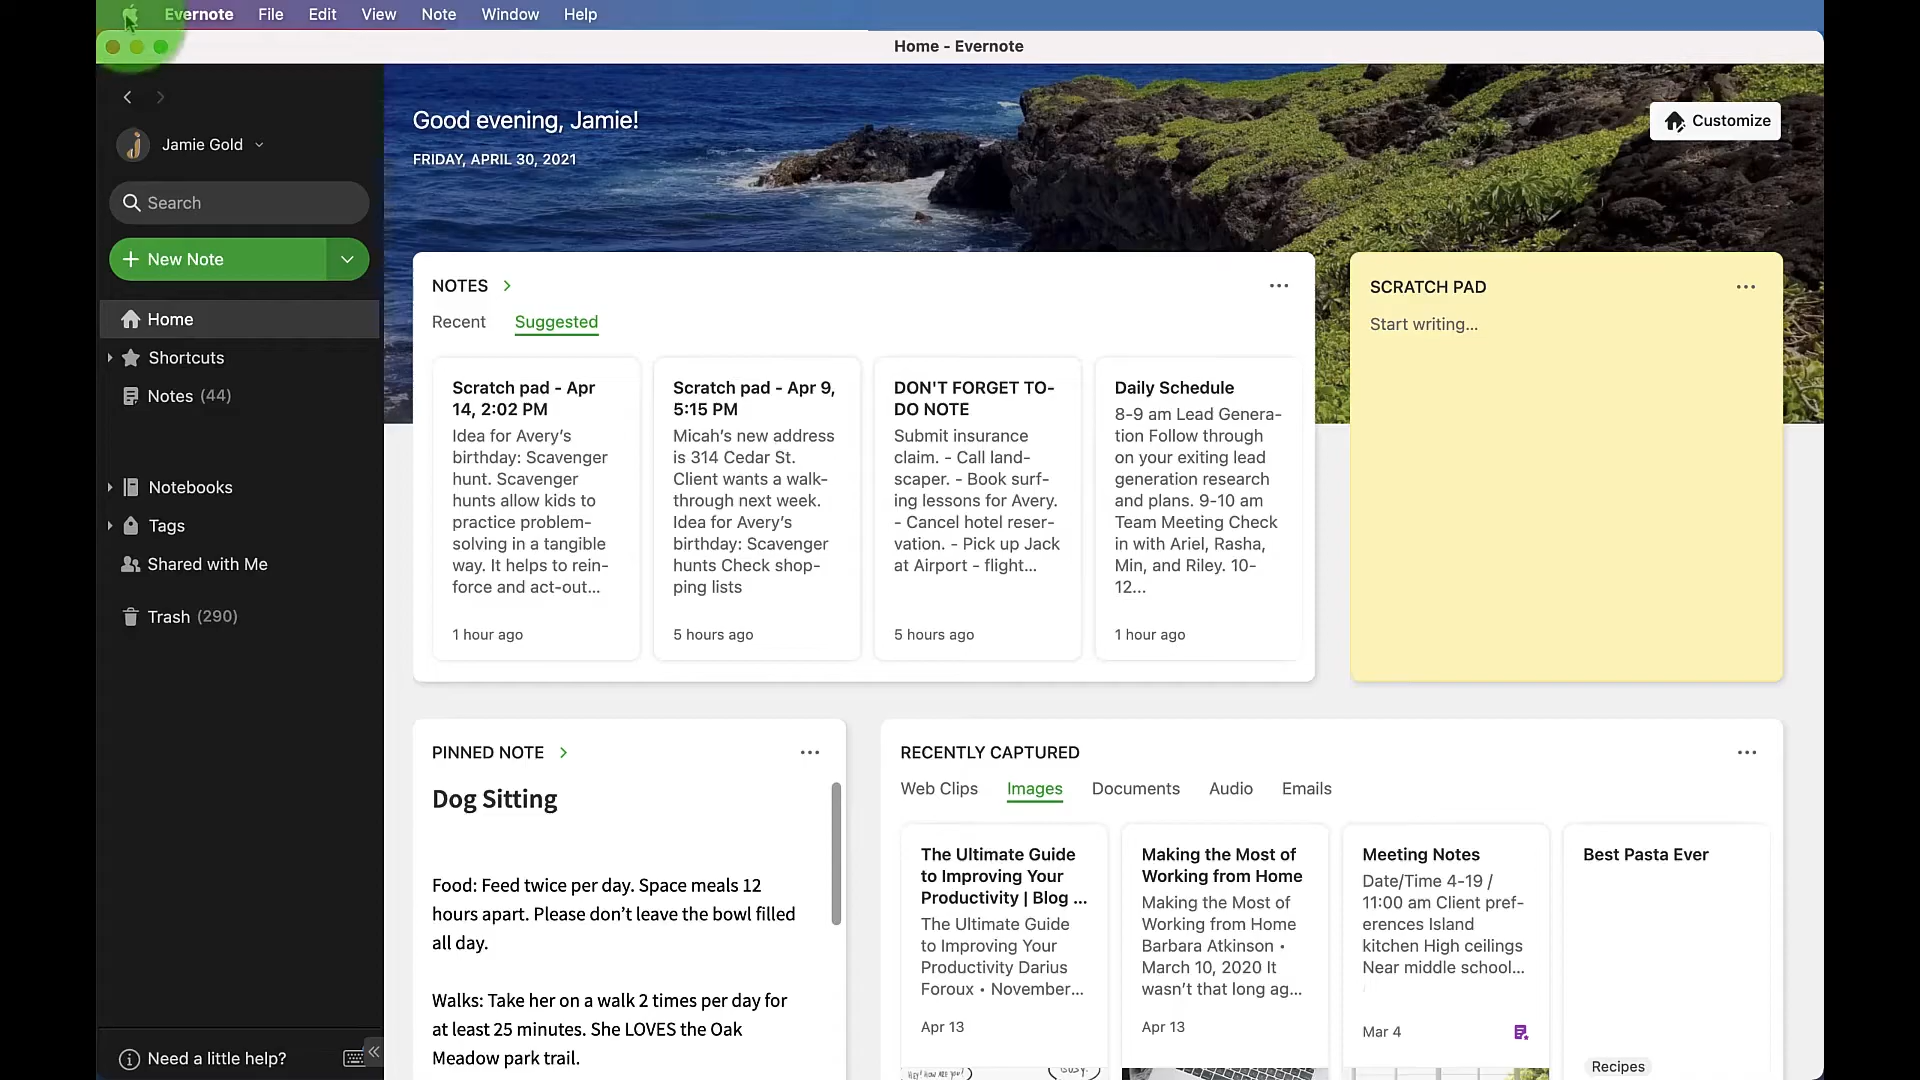 Evernote File Edit View Note Window Help
Home - Evernote
Jamie Gold
Search
New Note
Home
Shortcuts
Notes (44)
Notebooks
Tags
Shared with Me
Trash (290)
Need a little help?
Good evening, Jamie!
FRIDAY, APRIL 30, 2021
Customize
NOTES
Recent Suggested
Scratch pad - Apr
14, 2:02 PM
Idea for Avery’s
birthday: Scavenger
hunt. Scavenger
hunts allow kids to
practice problem-
solving in a tangible
way. It helps to rein-
force and act-out...
1 hour ago
Scratch pad - Apr 9,
5:15 PM
Micah’s new address
is 314 Cedar St.
Client wants a walk-
through next week.
Idea for Avery’s
birthday: Scavenger
hunts Check shop-
ping lists
5 hours ago
DON'T FORGET TO-
DO NOTE
Submit insurance
claim. - Call land-
scaper. - Book surf-
ing lessons for Avery.
- Cancel hotel reser-
vation. - Pick up Jack
at Airport - flight...
5 hours ago
Daily Schedule
8-9 am Lead Genera-
tion Follow through
on your exiting lead
generation research
and plans. 9-10 am
Team Meeting Check
in with Ariel, Rasha,
Min, and Riley. 10-
12...
1 hour ago
SCRATCH PAD
Start writing...
PINNED NOTE
Dog Sitting
Food: Feed twice per day. Space meals 12
hours apart. Please don’t leave the bowl filled
all day.
Walks: Take her on a walk 2 times per day for
at least 25 minutes. She LOVES the Oak
Meadow park trail.
RECENTLY CAPTURED
Web Clips Images Documents Audio Emails
The Ultimate Guide
to Improving Your
Productivity | Blog ...
The Ultimate Guide
to Improving Your
Productivity Darius
Foroux • November...
Apr 13
Making the Most of
Working from Home
Making the Most of
Working from Home
Barbara Atkinson •
March 10, 2020 It
wasn’t that long ag...
Apr 13
Meeting Notes
Date/Time 4-19 /
11:00 am Client pref-
erences Island
kitchen High ceilings
Near middle school...
Mar 4
Best Pasta Ever
Recipes